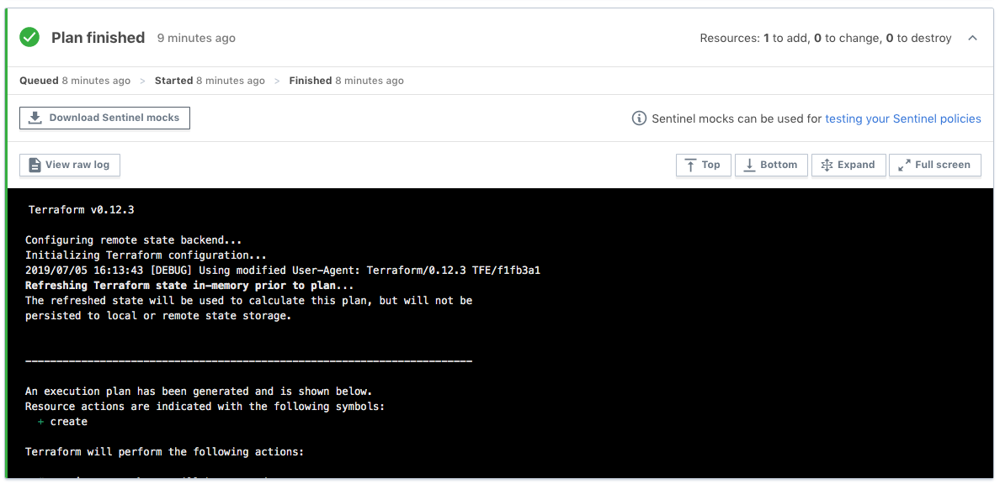 Plan finished 9 minutes ago Resources: 1 to add, 0 to change, 0 to destroy
Queued 8 minutes ago > Started 8 minutes ago > Finished 8 minutes ago
Download Sentinel mocks Sentinel mocks can be used for testing your Sentinel policies
View raw log Top Bottom Expand Full screen
Terraform v0.12.3
Configuring remote state backend...
Initializing Terraform configuration...
2019/07/05 16:13:43 [DEBUG] Using modified User-Agent: Terraform/0.12.3 TFE/f1fb3a1
Refreshing Terraform state in-memory prior to plan...
The refreshed state will be used to calculate this plan, but will not be
persisted to local or remote state storage.
------------------------------------------------------------------------
An execution plan has been generated and is shown below.
Resource actions are indicated with the following symbols:
+ create
Terraform will perform the following actions: